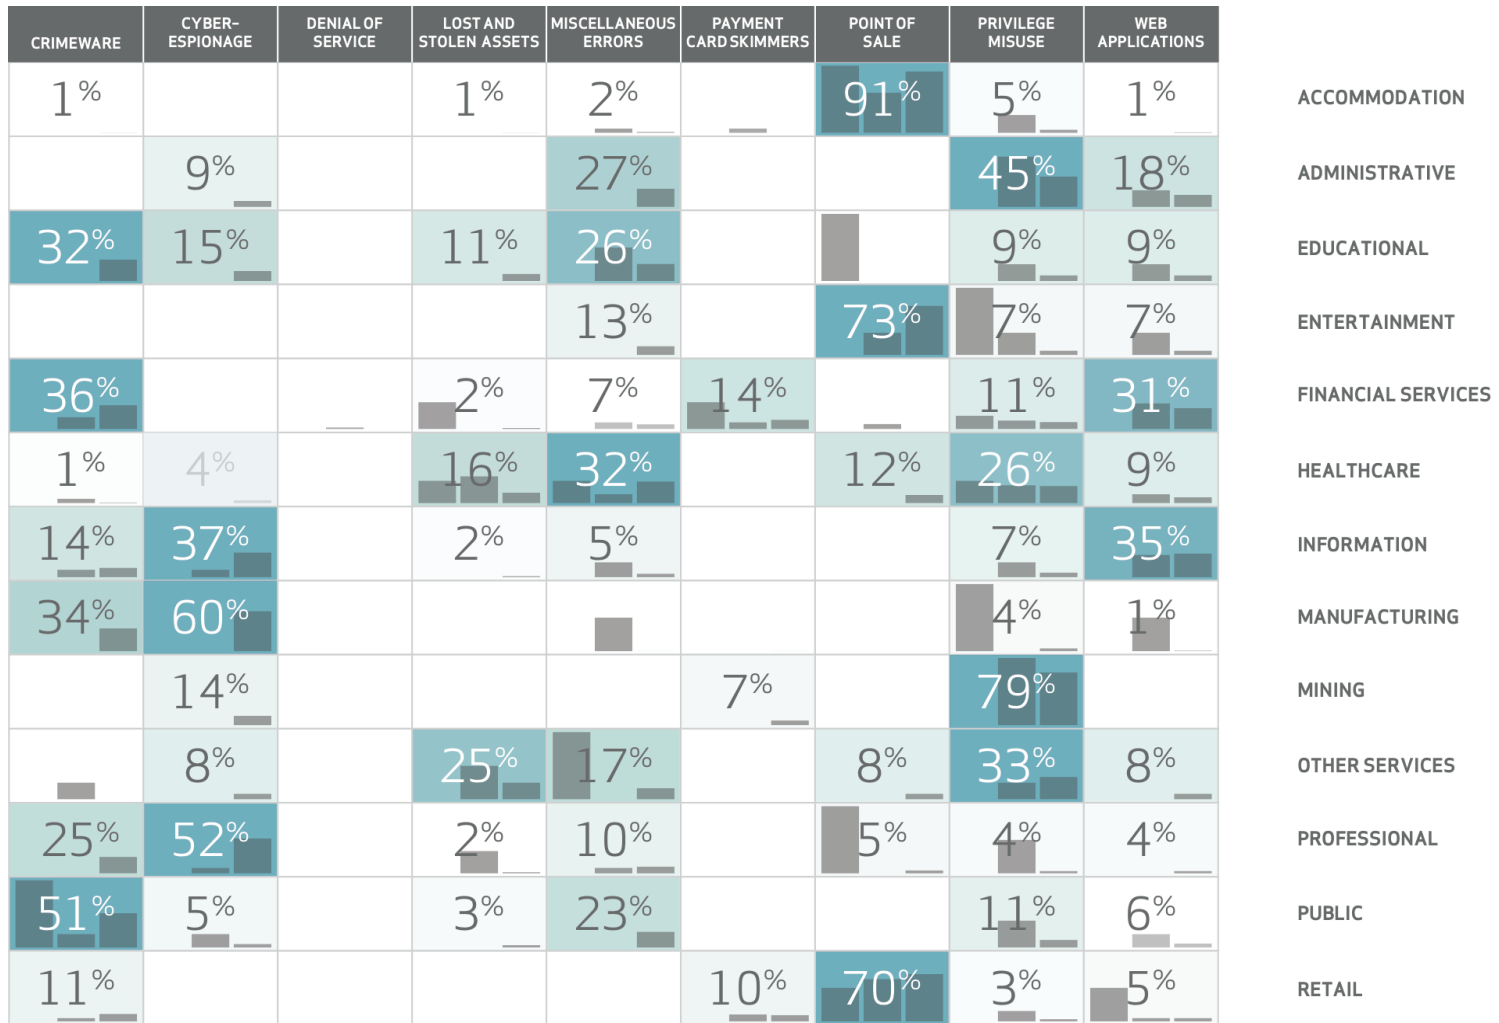 CRIMEWARE
CYBER-
ESPIONAGE
DENIAL OF
SERVICE
LOST AND
STOLEN ASSETS
MISCELLANEOUS
ERRORS
PAYMENT
CARD SKIMMERS
POINT OF
SALE
PRIVILEGE
MISUSE
WEB
APPLICATIONS
1% 1% 2% 91% 5% 1% ACCOMMODATION
9% 27% 45% 18% ADMINISTRATIVE
32% 15% 11% 26% 9% 9% EDUCATIONAL
13% 73% 7% 7% ENTERTAINMENT
36% 2% 7% 14% 11% 31% FINANCIAL SERVICES
1% 4% 16% 32% 12% 26% 9% HEALTHCARE
14% 37% 2% 5% 7% 35% INFORMATION
34% 60% 4% 1% MANUFACTURING
14% 7% 79% MINING
8% 25% 17% 8% 33% 8% OTHER SERVICES
25% 52% 2% 10% 5% 4% 4% PROFESSIONAL
51% 5% 3% 23% 11% 6% PUBLIC
11% 10% 70% 3% 5% RETAIL